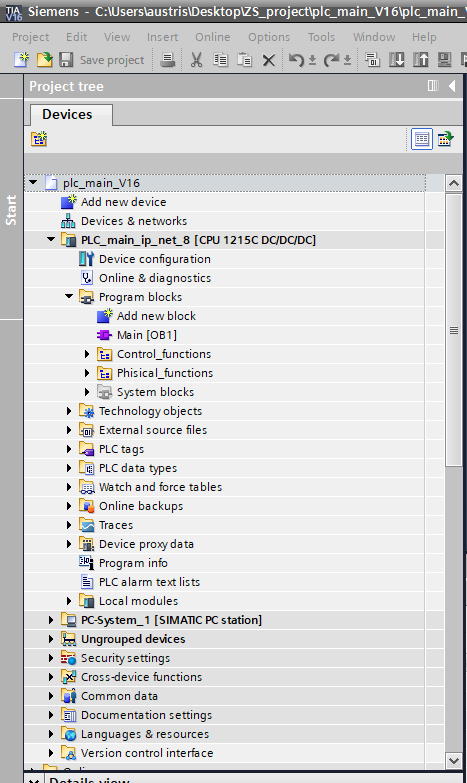 TIA V16 Siemens - C:\Users\austris\Desktop\ZS_project\plc_main_V16\plc_main_
Project Edit View Insert Online Options Tools Window Help
Save project
Project tree
Devices
Start
plc_main_V16
Add new device
Devices & networks
PLC_main_ip_net_8 [CPU 1215C DC/DC/DC]
Device configuration
Online & diagnostics
Program blocks
Add new block
Main [OB1]
Control_functions
Phisical_functions
System blocks
Technology objects
External source files
PLC tags
PLC data types
Watch and force tables
Online backups
Traces
Device proxy data
Program info
PLC alarm text lists
Local modules
PC-System_1 [SIMATIC PC station]
Ungrouped devices
Security settings
Cross-device functions
Common data
Documentation settings
Languages & resources
Version control interface
Details view